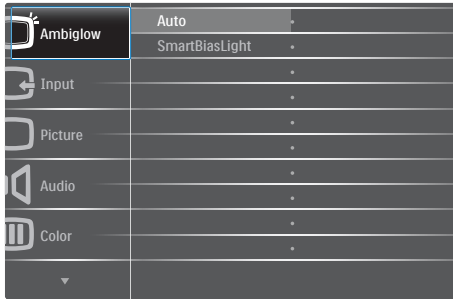 Ambiglow
Auto
SmartBiasLight
Input
Picture
Audio
Color